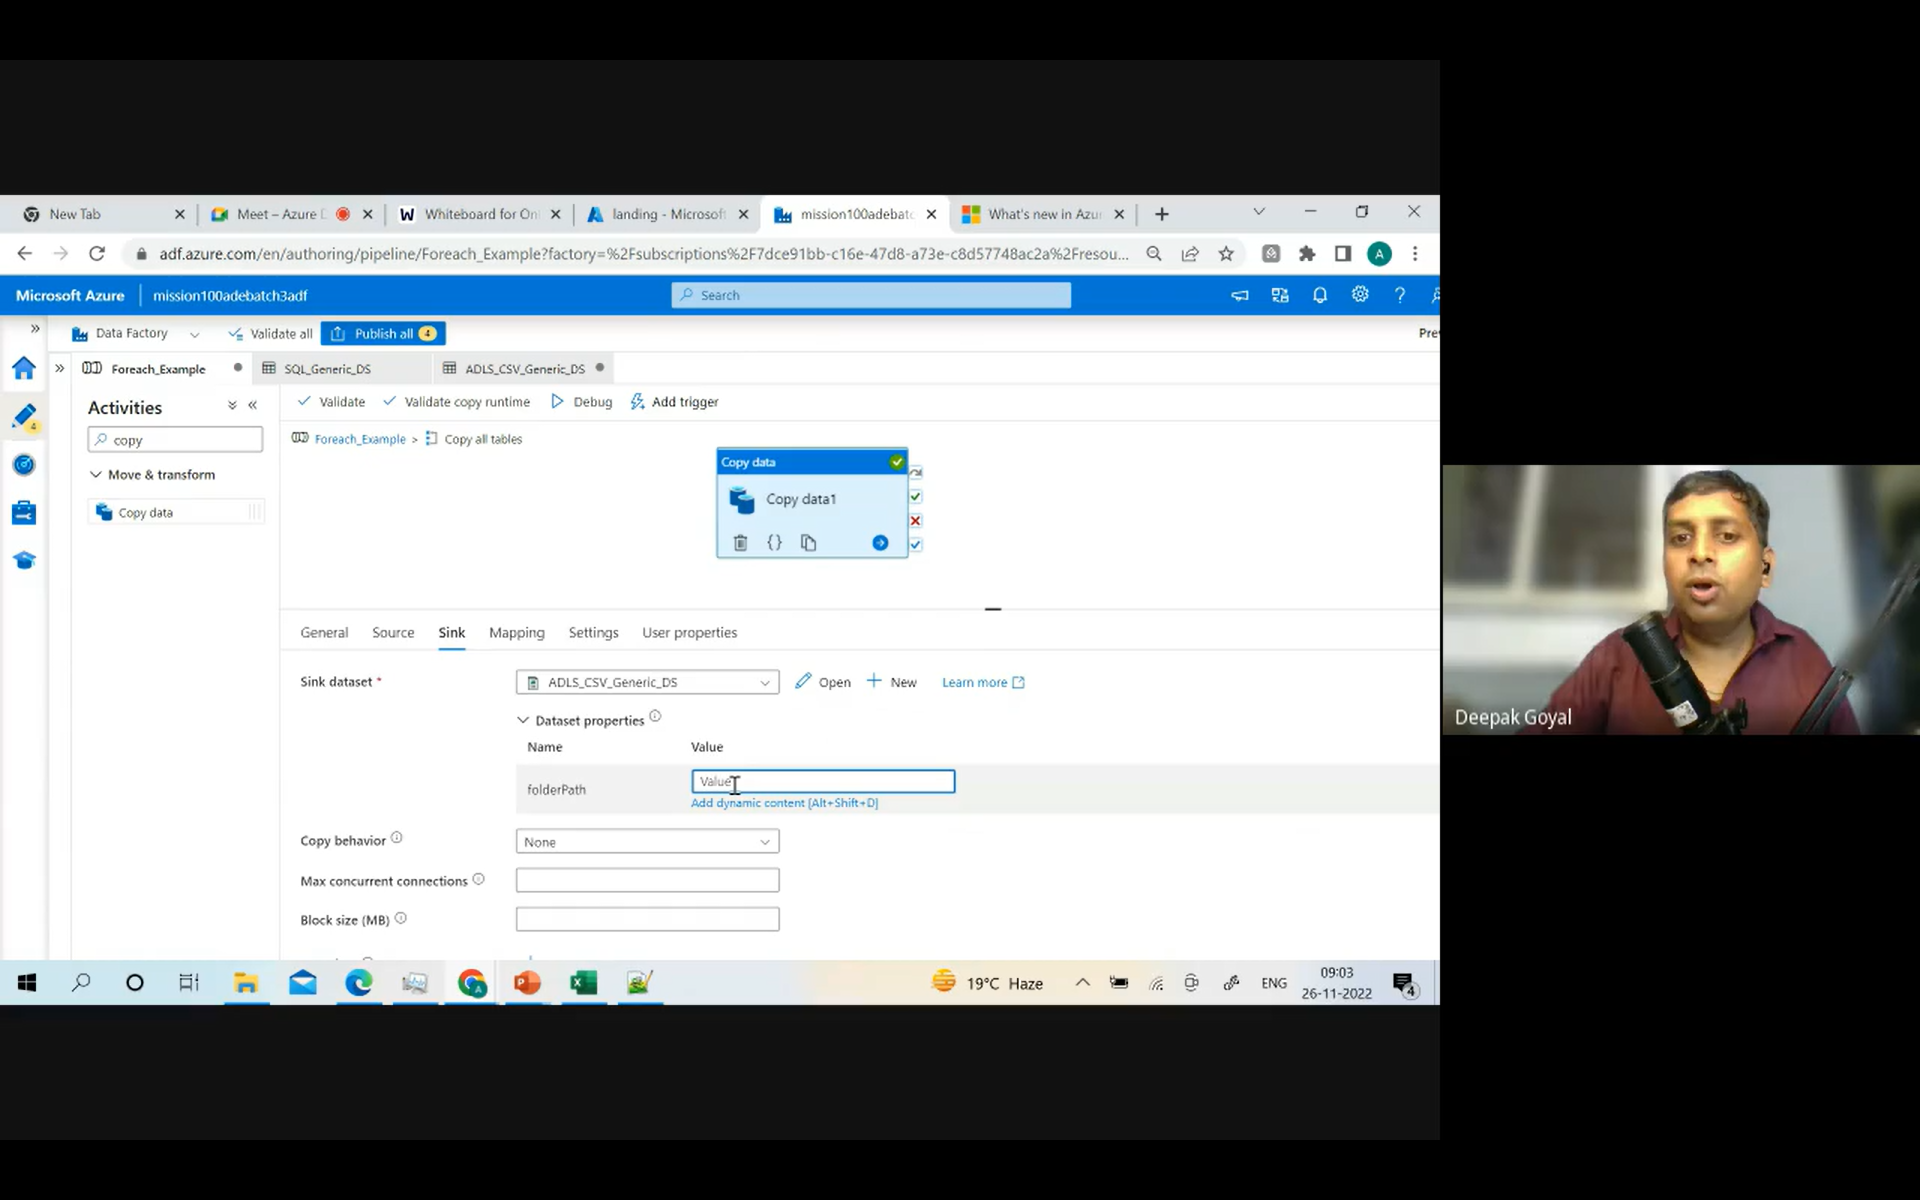 New Tab
Meet – Azure D
Whiteboard for Onl
landing - Microsoft
mission100adebatc
What's new in Azur
adf.azure.com/en/authoring/pipeline/Foreach_Example?factory=%2Fsubscriptions%2F7dce91bb-c16e-47d8-a73e-c8d57748ac2a%2Fresou...
A
Microsoft Azure
mission100adebatch3adf
Search
Data Factory
Validate all
Publish all 4
Pre
Foreach_Example
SQL_Generic_DS
ADLS_CSV_Generic_DS
4
Activities
copy
Move & transform
Copy data
Validate
Validate copy runtime
Debug
Add trigger
Foreach_Example > Copy all tables
Copy data
Copy data1
General
Source
Sink
Mapping
Settings
User properties
Sink dataset *
ADLS_CSV_Generic_DS
Open
New
Learn more
Dataset properties
Name
Value
folderPath
Value
Add dynamic content [Alt+Shift+D]
Copy behavior
None
Max concurrent connections
Block size (MB)
Deepak Goyal
19°C Haze
ENG
09:03
26-11-2022
4